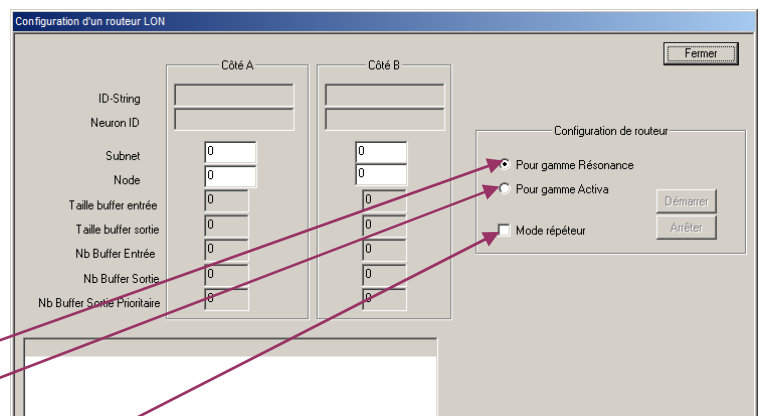 Configuration d'un routeur LON
Fermer
Côté A
Côté B
ID-String
Neuron ID
Subnet 0 0
Node 0 0
Taille buffer entrée 0 0
Taille buffer sortie 0 0
Nb Buffer Entrée 0 0
Nb Buffer Sortie 0 0
Nb Buffer Sortie Prioritaire 0 0
Configuration de routeur
Pour gamme Résonance
Pour gamme Activa
Démarrer
Mode répéteur
Arrêter